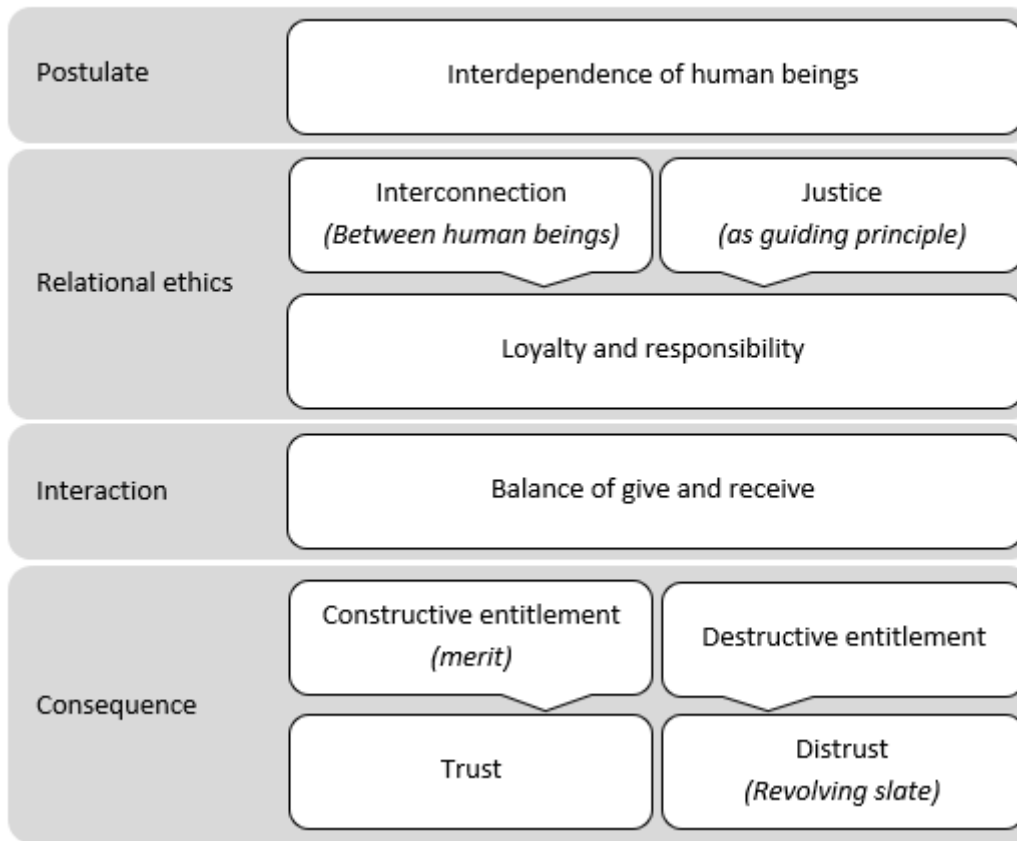 Postulate
Interdependence of human beings
Relational ethics
Interconnection
(Between human beings)
Justice
(as guiding principle)
Loyalty and responsibility
Interaction
Balance of give and receive
Consequence
Constructive entitlement
(merit)
Destructive entitlement
Trust
Distrust
(Revolving slate)